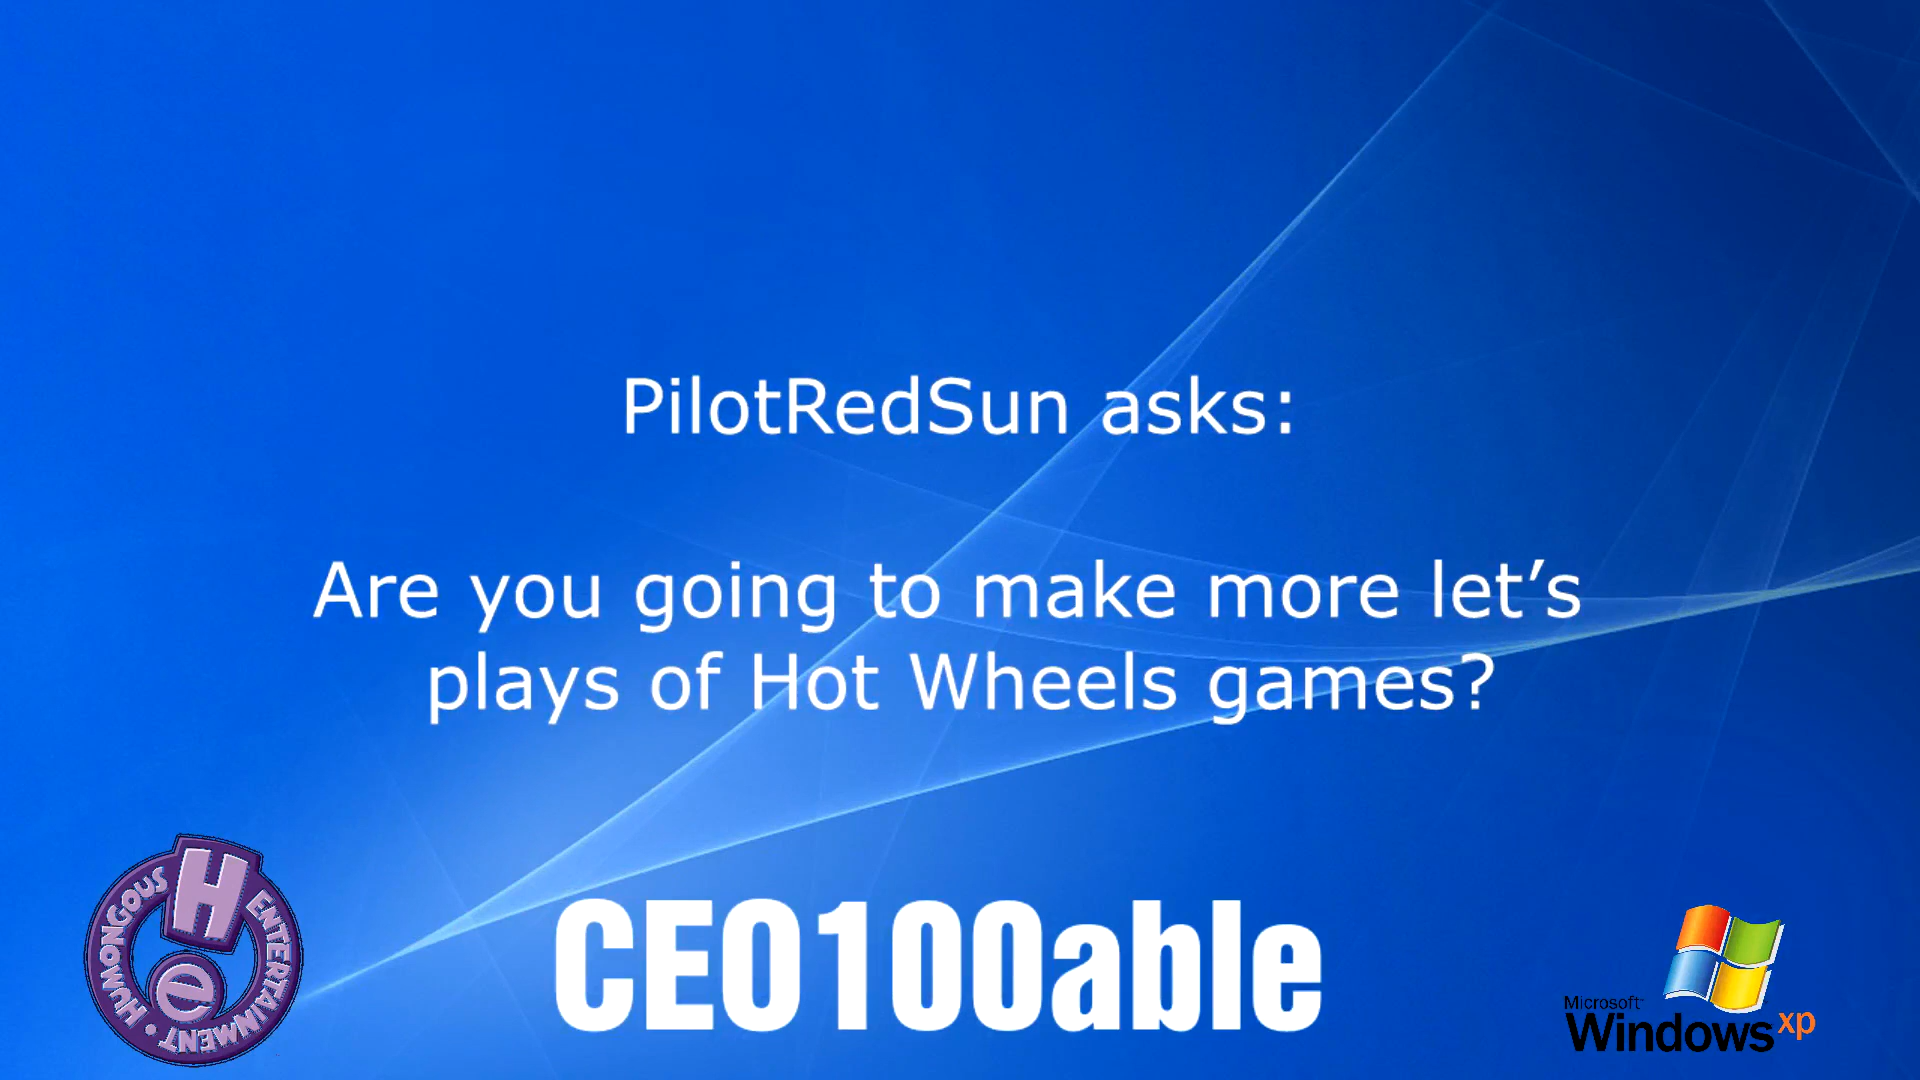 PilotRedSun asks:
Are you going to make more let’s
plays of Hot Wheels games?
HUMONGOUS
H
ENTERTAINMENT
e
CEO100able
Microsoft
Windows xp